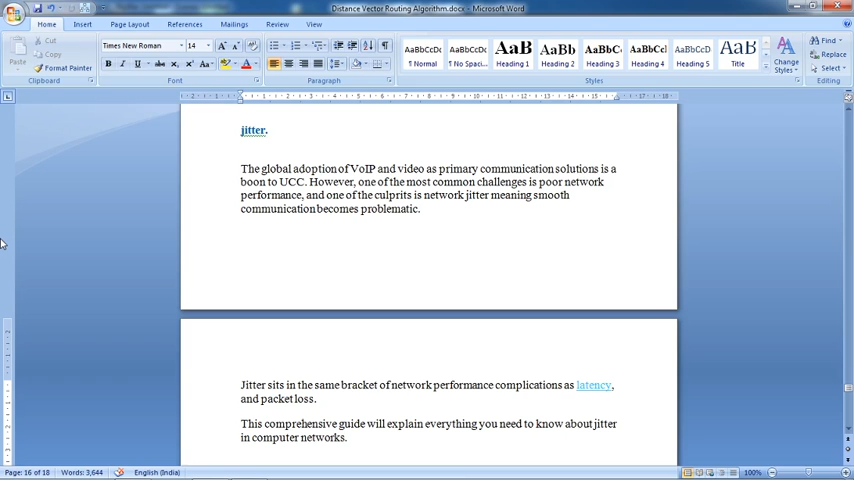 Distance Vector Routing Algorithm.docx - Microsoft Word
Home Insert Page Layout References Mailings Review View
Paste
Cut
Copy
Format Painter
Clipboard
Times New Roman 14
Font
Paragraph
AaBbCcDc AaBbCcDc AaB AaBb AaBbCc AaBbCc AaBbCcDc AaB
¶ Normal ¶ No Spaci... Heading 1 Heading 2 Heading 3 Heading 4 Heading 5 Title
Change Styles
Styles
Find
Replace
Select
Editing
jitter.
The global adoption of VoIP and video as primary communication solutions is a
boon to UCC. However, one of the most common challenges is poor network
performance, and one of the culprits is network jitter meaning smooth
communication becomes problematic.
Jitter sits in the same bracket of network performance complications as latency,
and packet loss.
This comprehensive guide will explain everything you need to know about jitter
in computer networks.
Page: 16 of 18 Words: 3,644 English (India) 100%